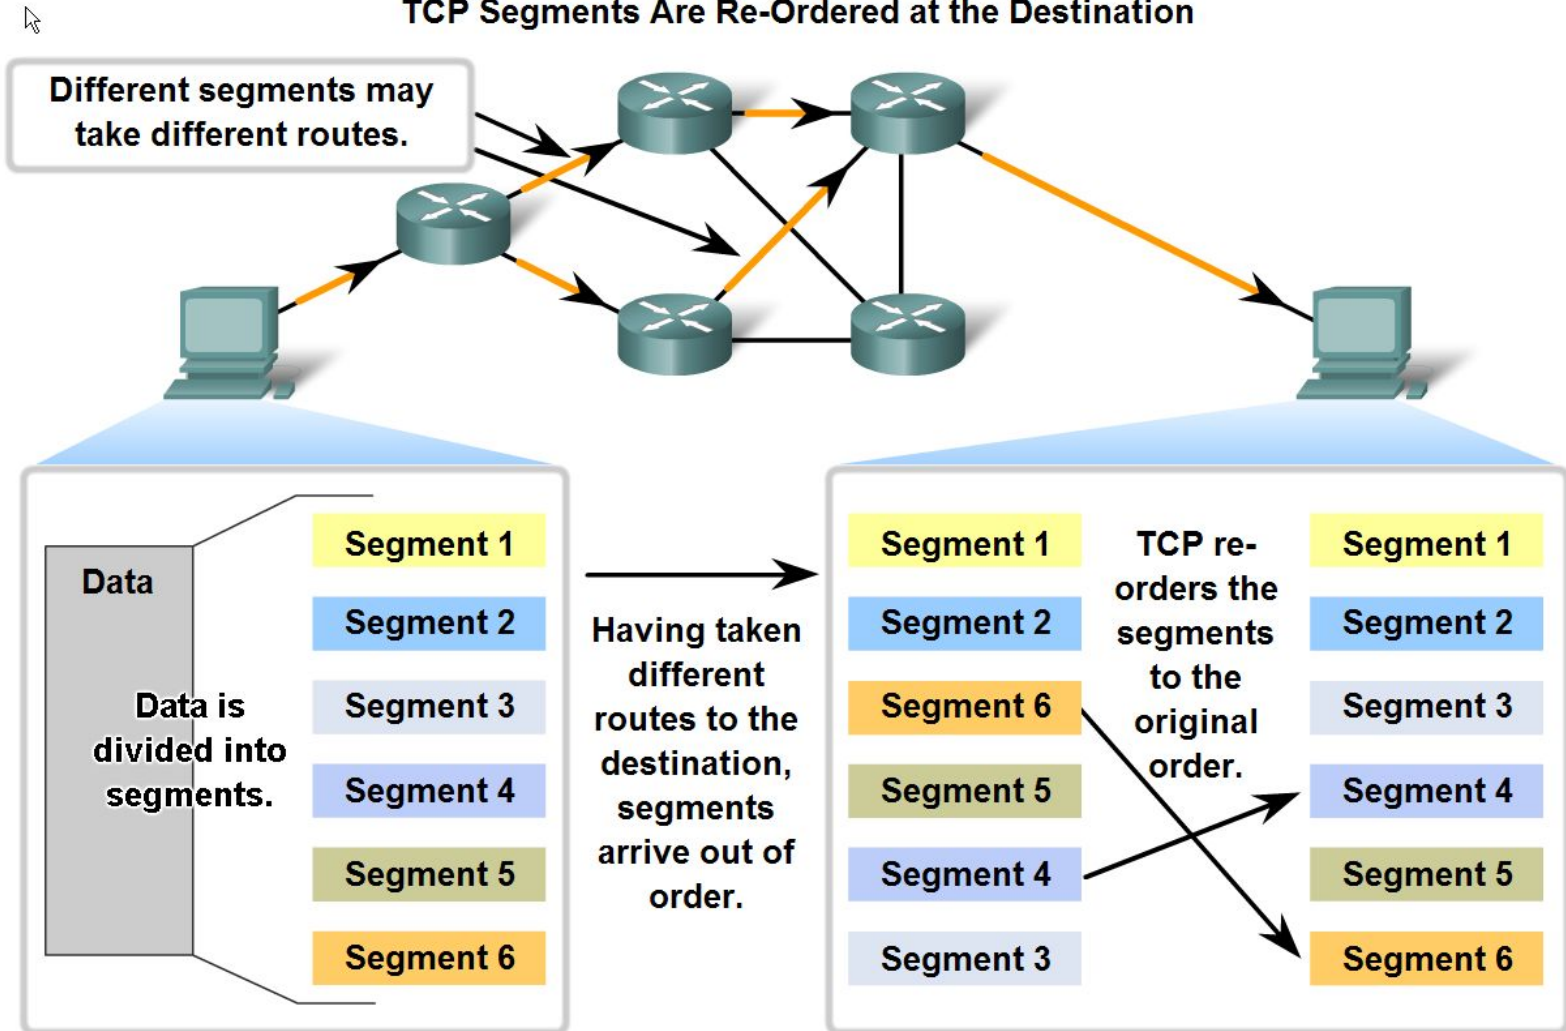 TCP Segments Are Re-Ordered at the Destination
Different segments may
take different routes.
Data
Data is
divided into
segments.
Segment 1
Segment 2
Segment 3
Segment 4
Segment 5
Segment 6
Having taken
different
routes to the
destination,
segments
arrive out of
order.
Segment 1
Segment 2
Segment 6
Segment 5
Segment 4
Segment 3
TCP re-
orders the
segments
to the
original
order.
Segment 1
Segment 2
Segment 3
Segment 4
Segment 5
Segment 6